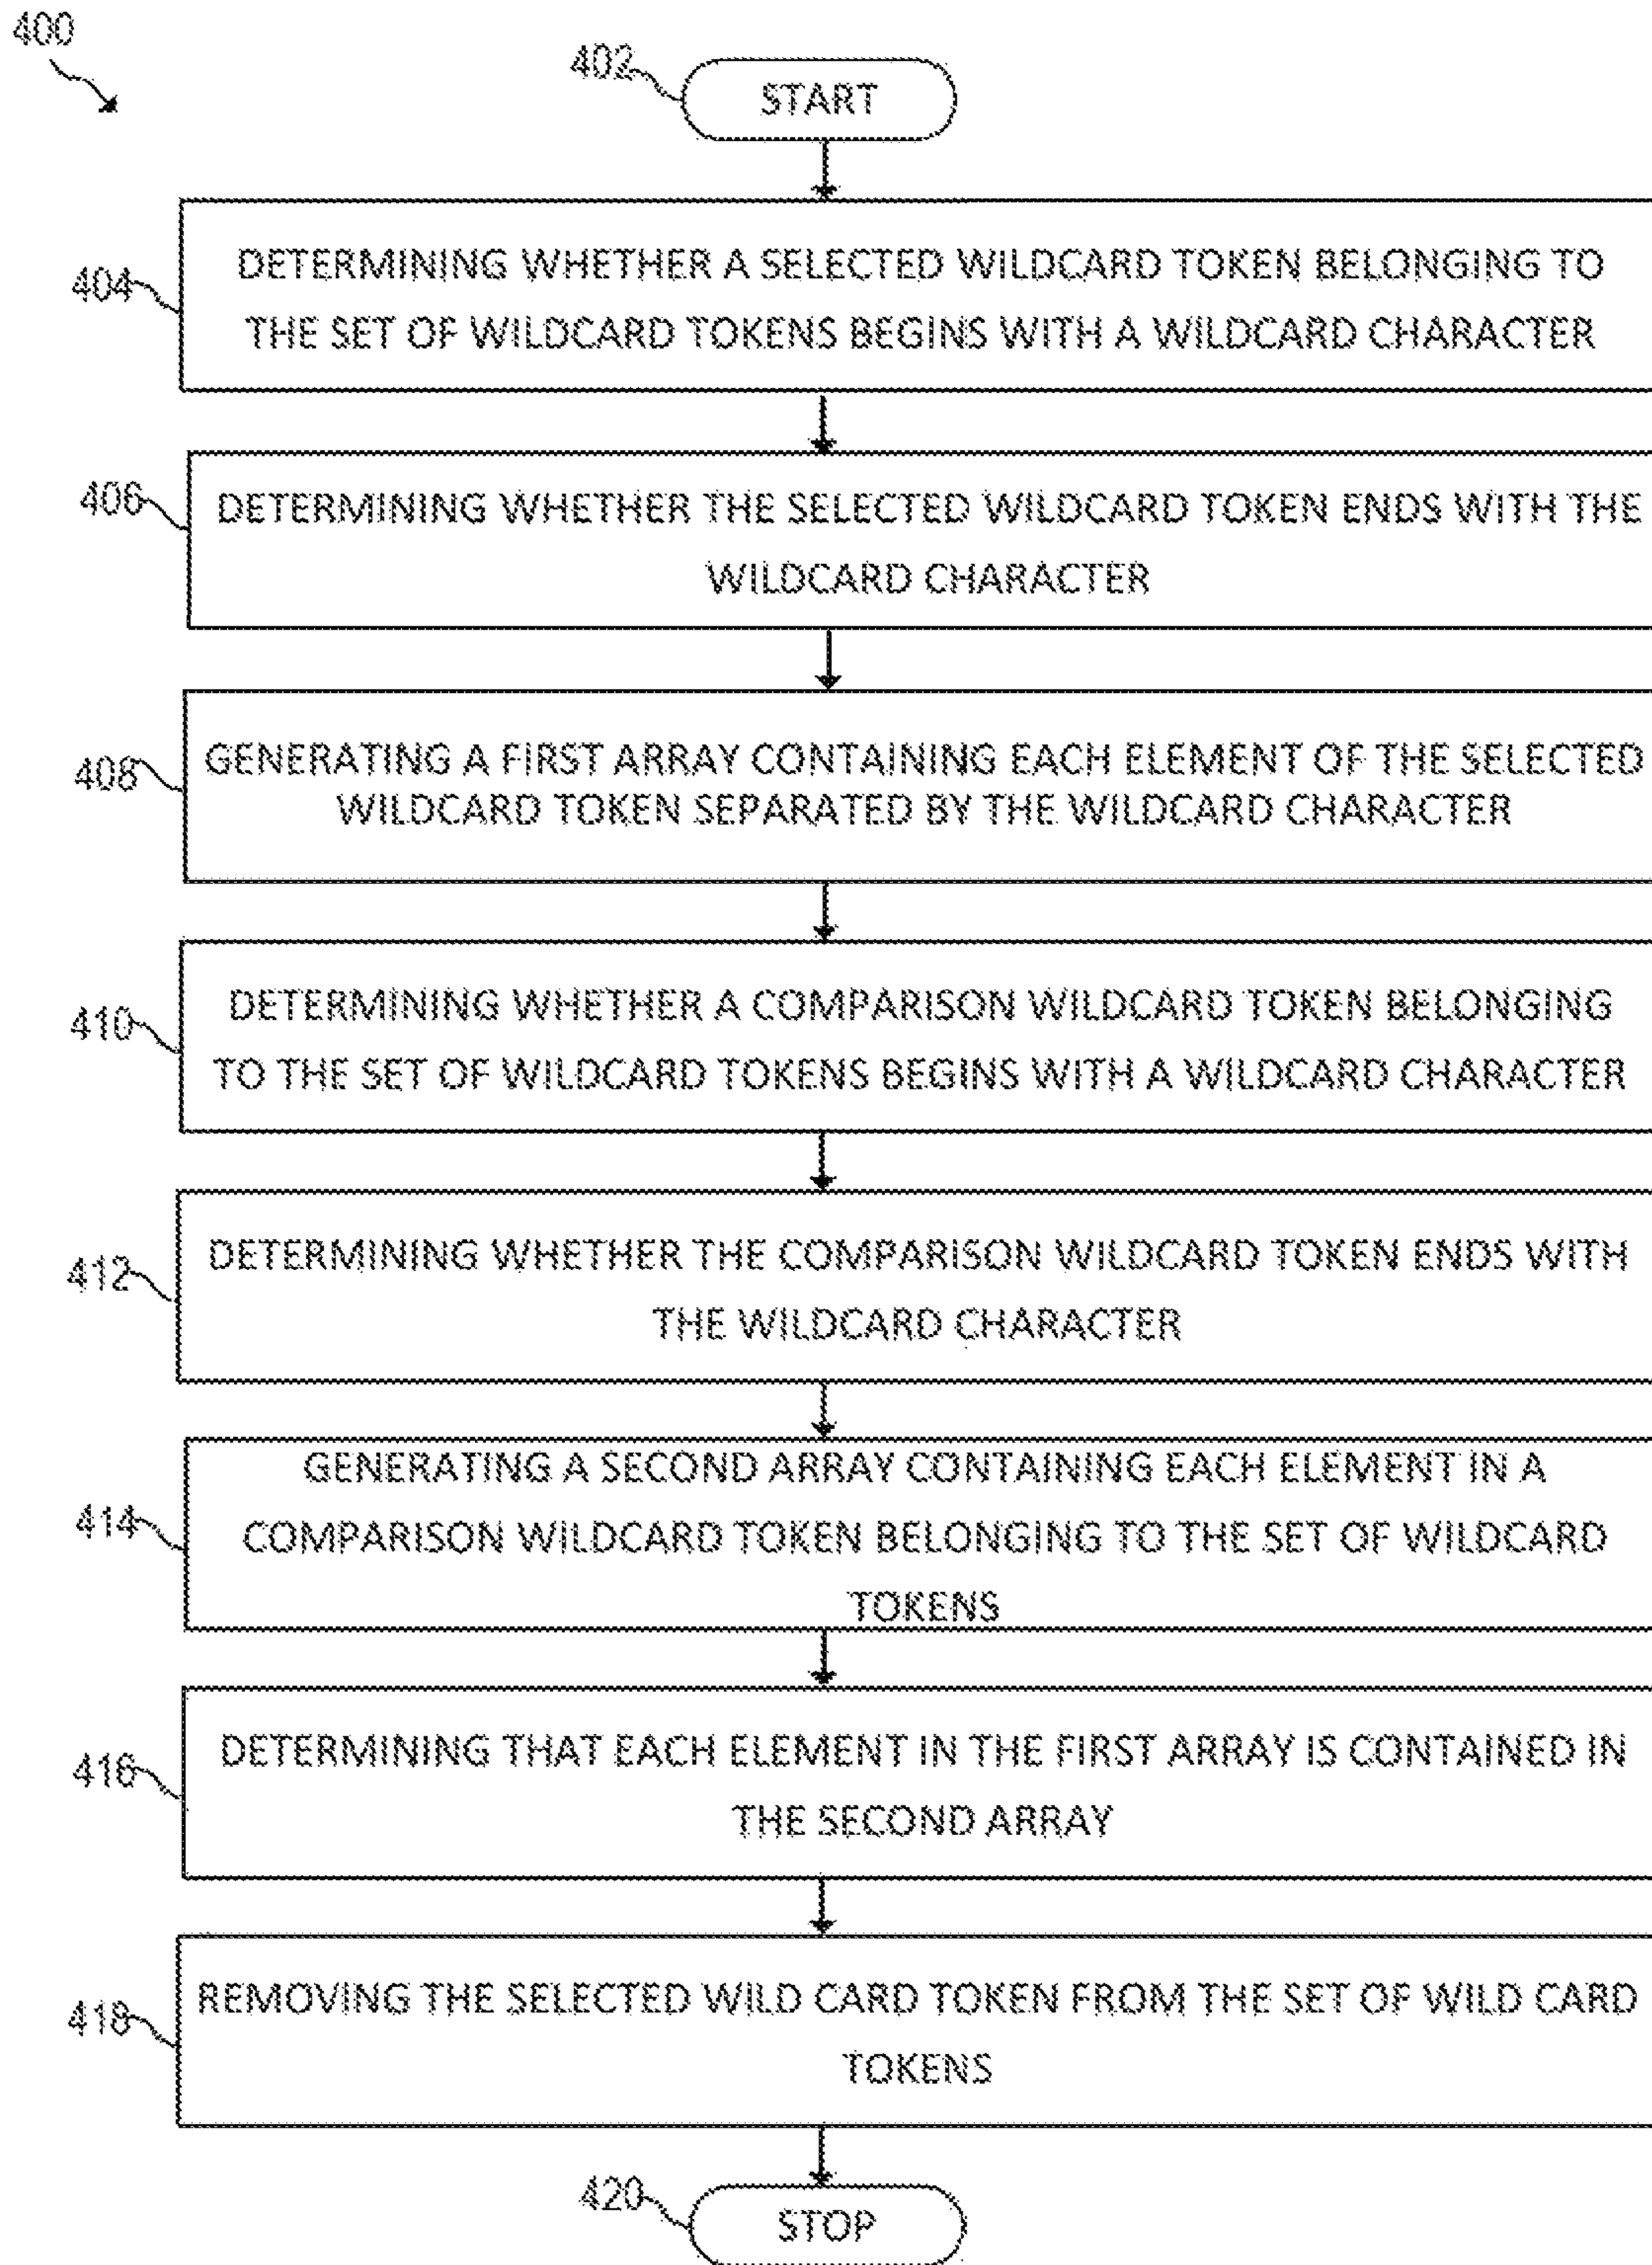 400
402
START
404
DETERMINING WHETHER A SELECTED WILDCARD TOKEN BELONGING TO
THE SET OF WILDCARD TOKENS BEGINS WITH A WILDCARD CHARACTER
406
DETERMINING WHETHER THE SELECTED WILDCARD TOKEN ENDS WITH THE
WILDCARD CHARACTER
408
GENERATING A FIRST ARRAY CONTAINING EACH ELEMENT OF THE SELECTED
WILDCARD TOKEN SEPARATED BY THE WILDCARD CHARACTER
410
DETERMINING WHETHER A COMPARISON WILDCARD TOKEN BELONGING
TO THE SET OF WILDCARD TOKENS BEGINS WITH A WILDCARD CHARACTER
412
DETERMINING WHETHER THE COMPARISON WILDCARD TOKEN ENDS WITH
THE WILDCARD CHARACTER
414
GENERATING A SECOND ARRAY CONTAINING EACH ELEMENT IN A
COMPARISON WILDCARD TOKEN BELONGING TO THE SET OF WILDCARD
TOKENS
416
DETERMINING THAT EACH ELEMENT IN THE FIRST ARRAY IS CONTAINED IN
THE SECOND ARRAY
418
REMOVING THE SELECTED WILD CARD TOKEN FROM THE SET OF WILD CARD
TOKENS
420
STOP